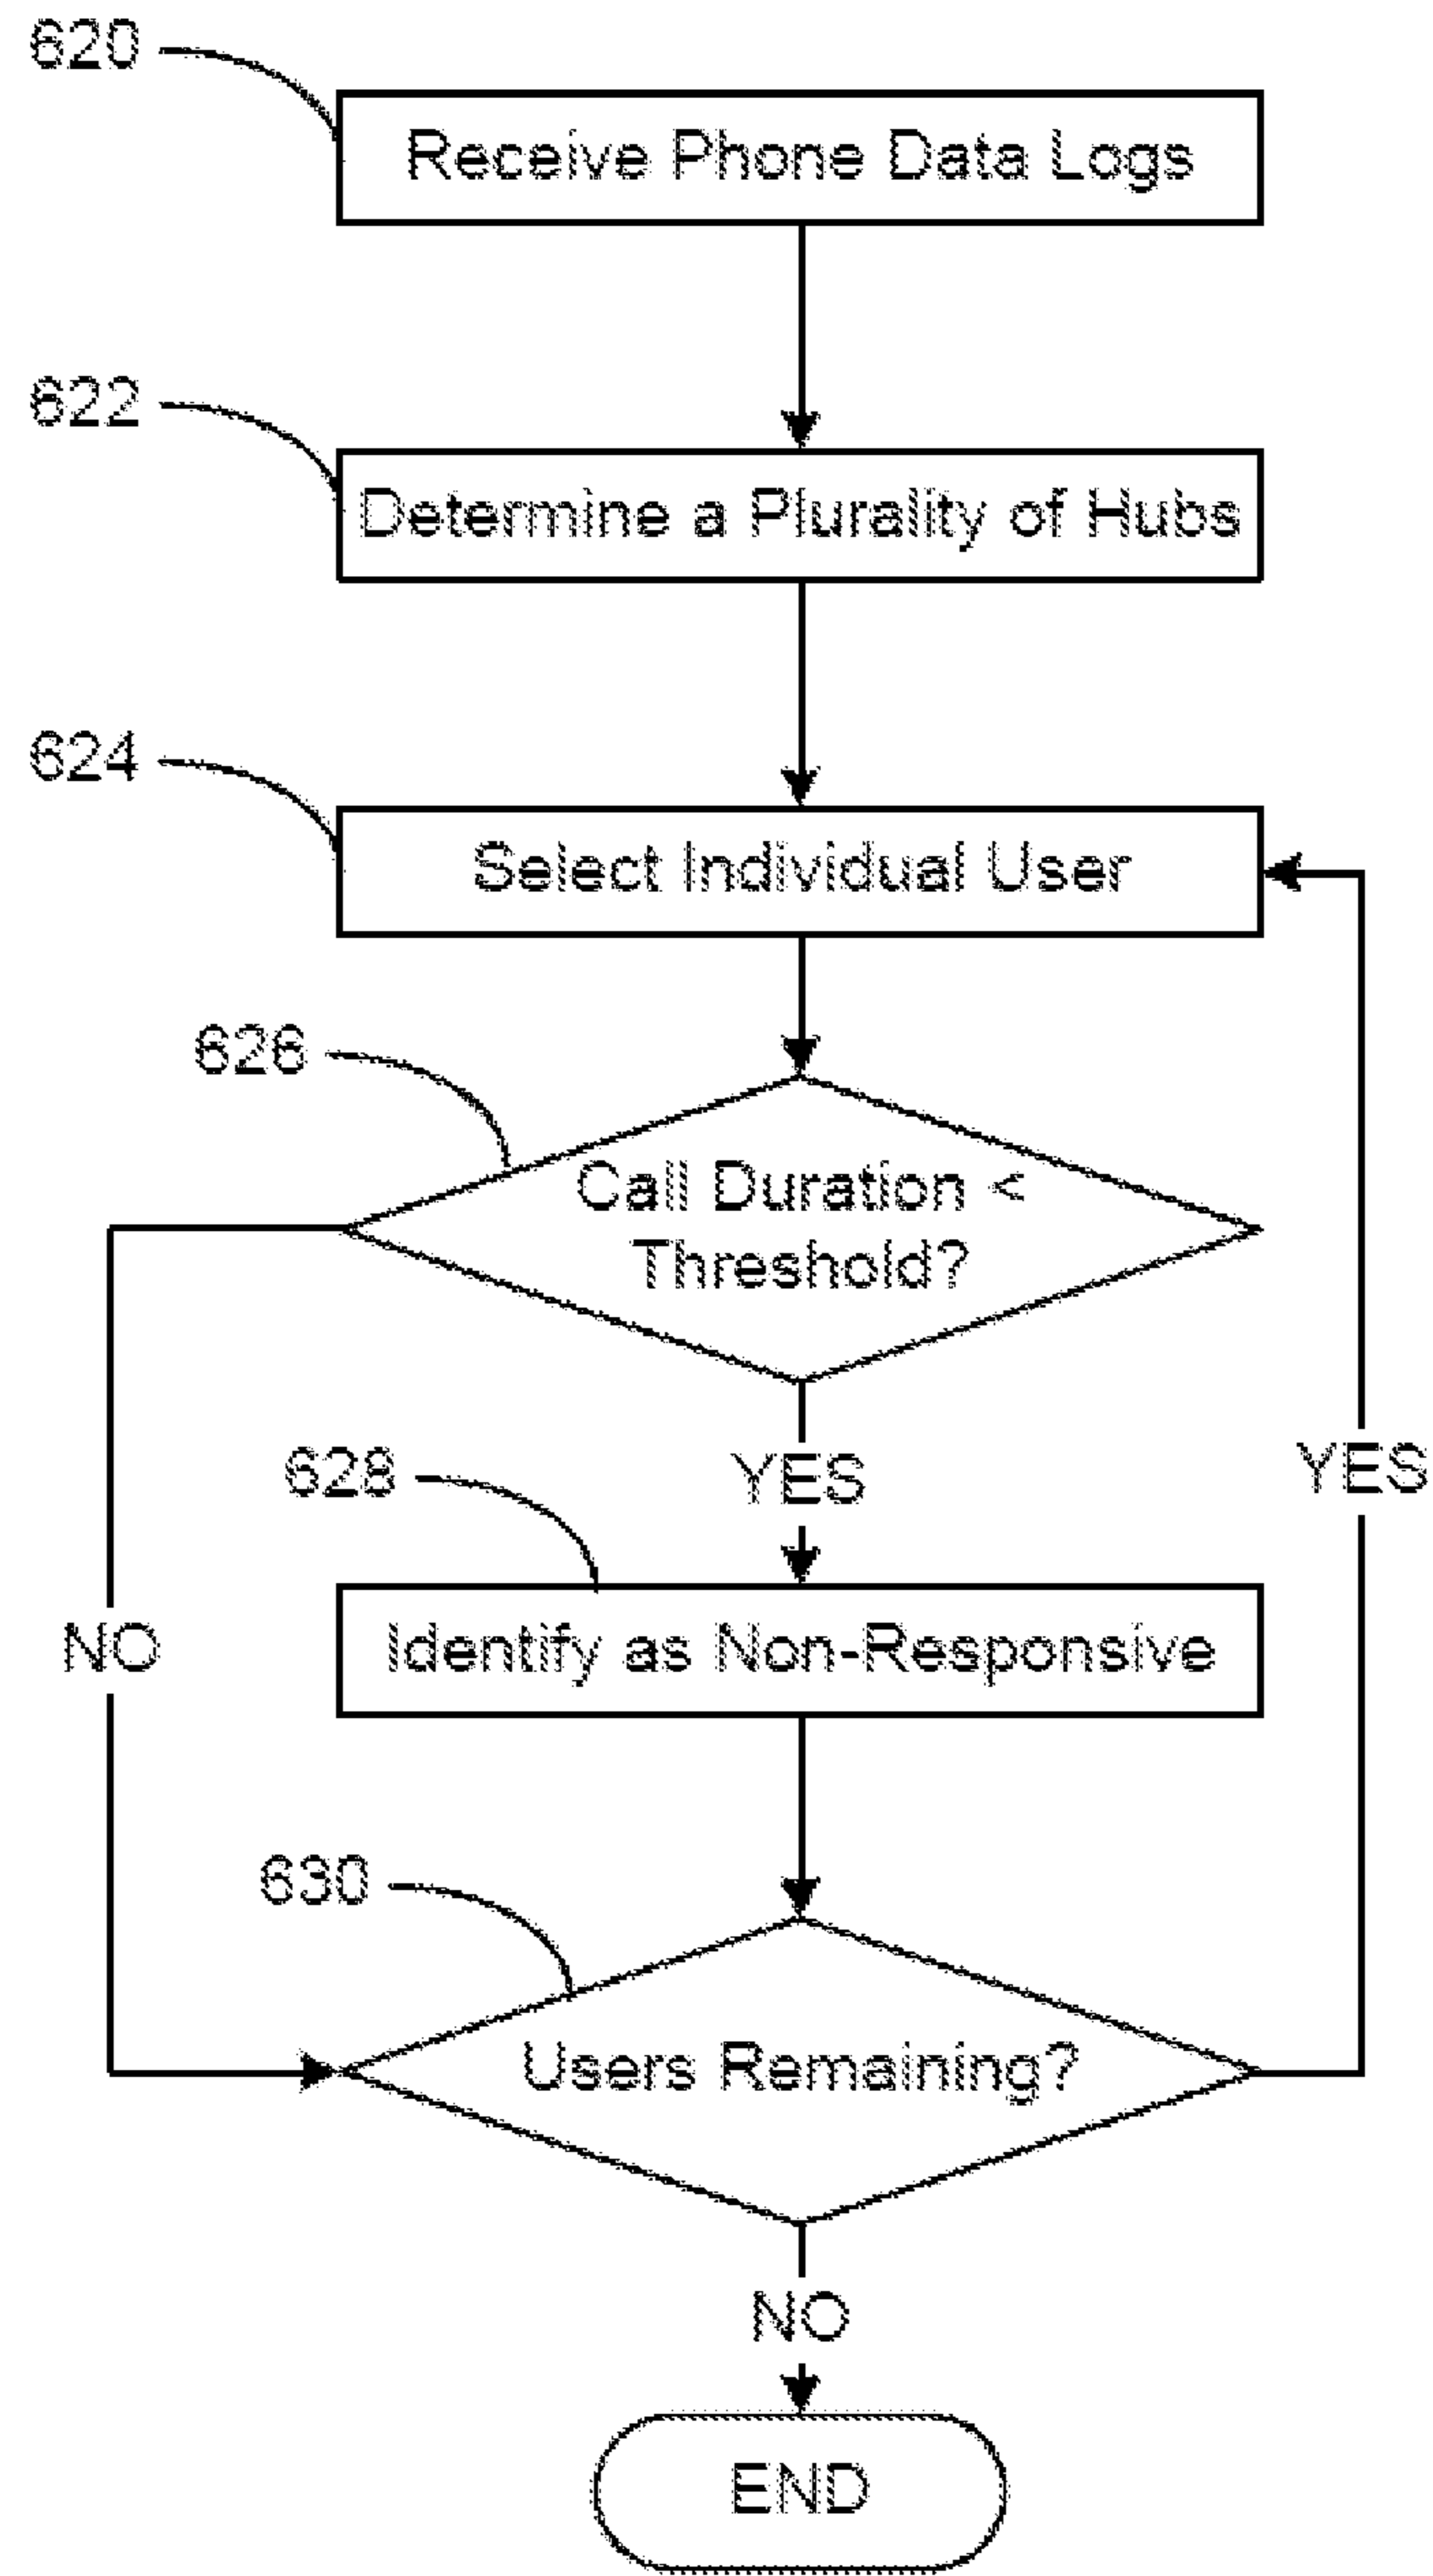 620
Receive Phone Data Logs
622
Determine a Plurality of Hubs
624
Select Individual User
626
Call Duration <
Threshold?
628
YES
YES
Identify as Non-Responsive
NO
630
Users Remaining?
NO
END